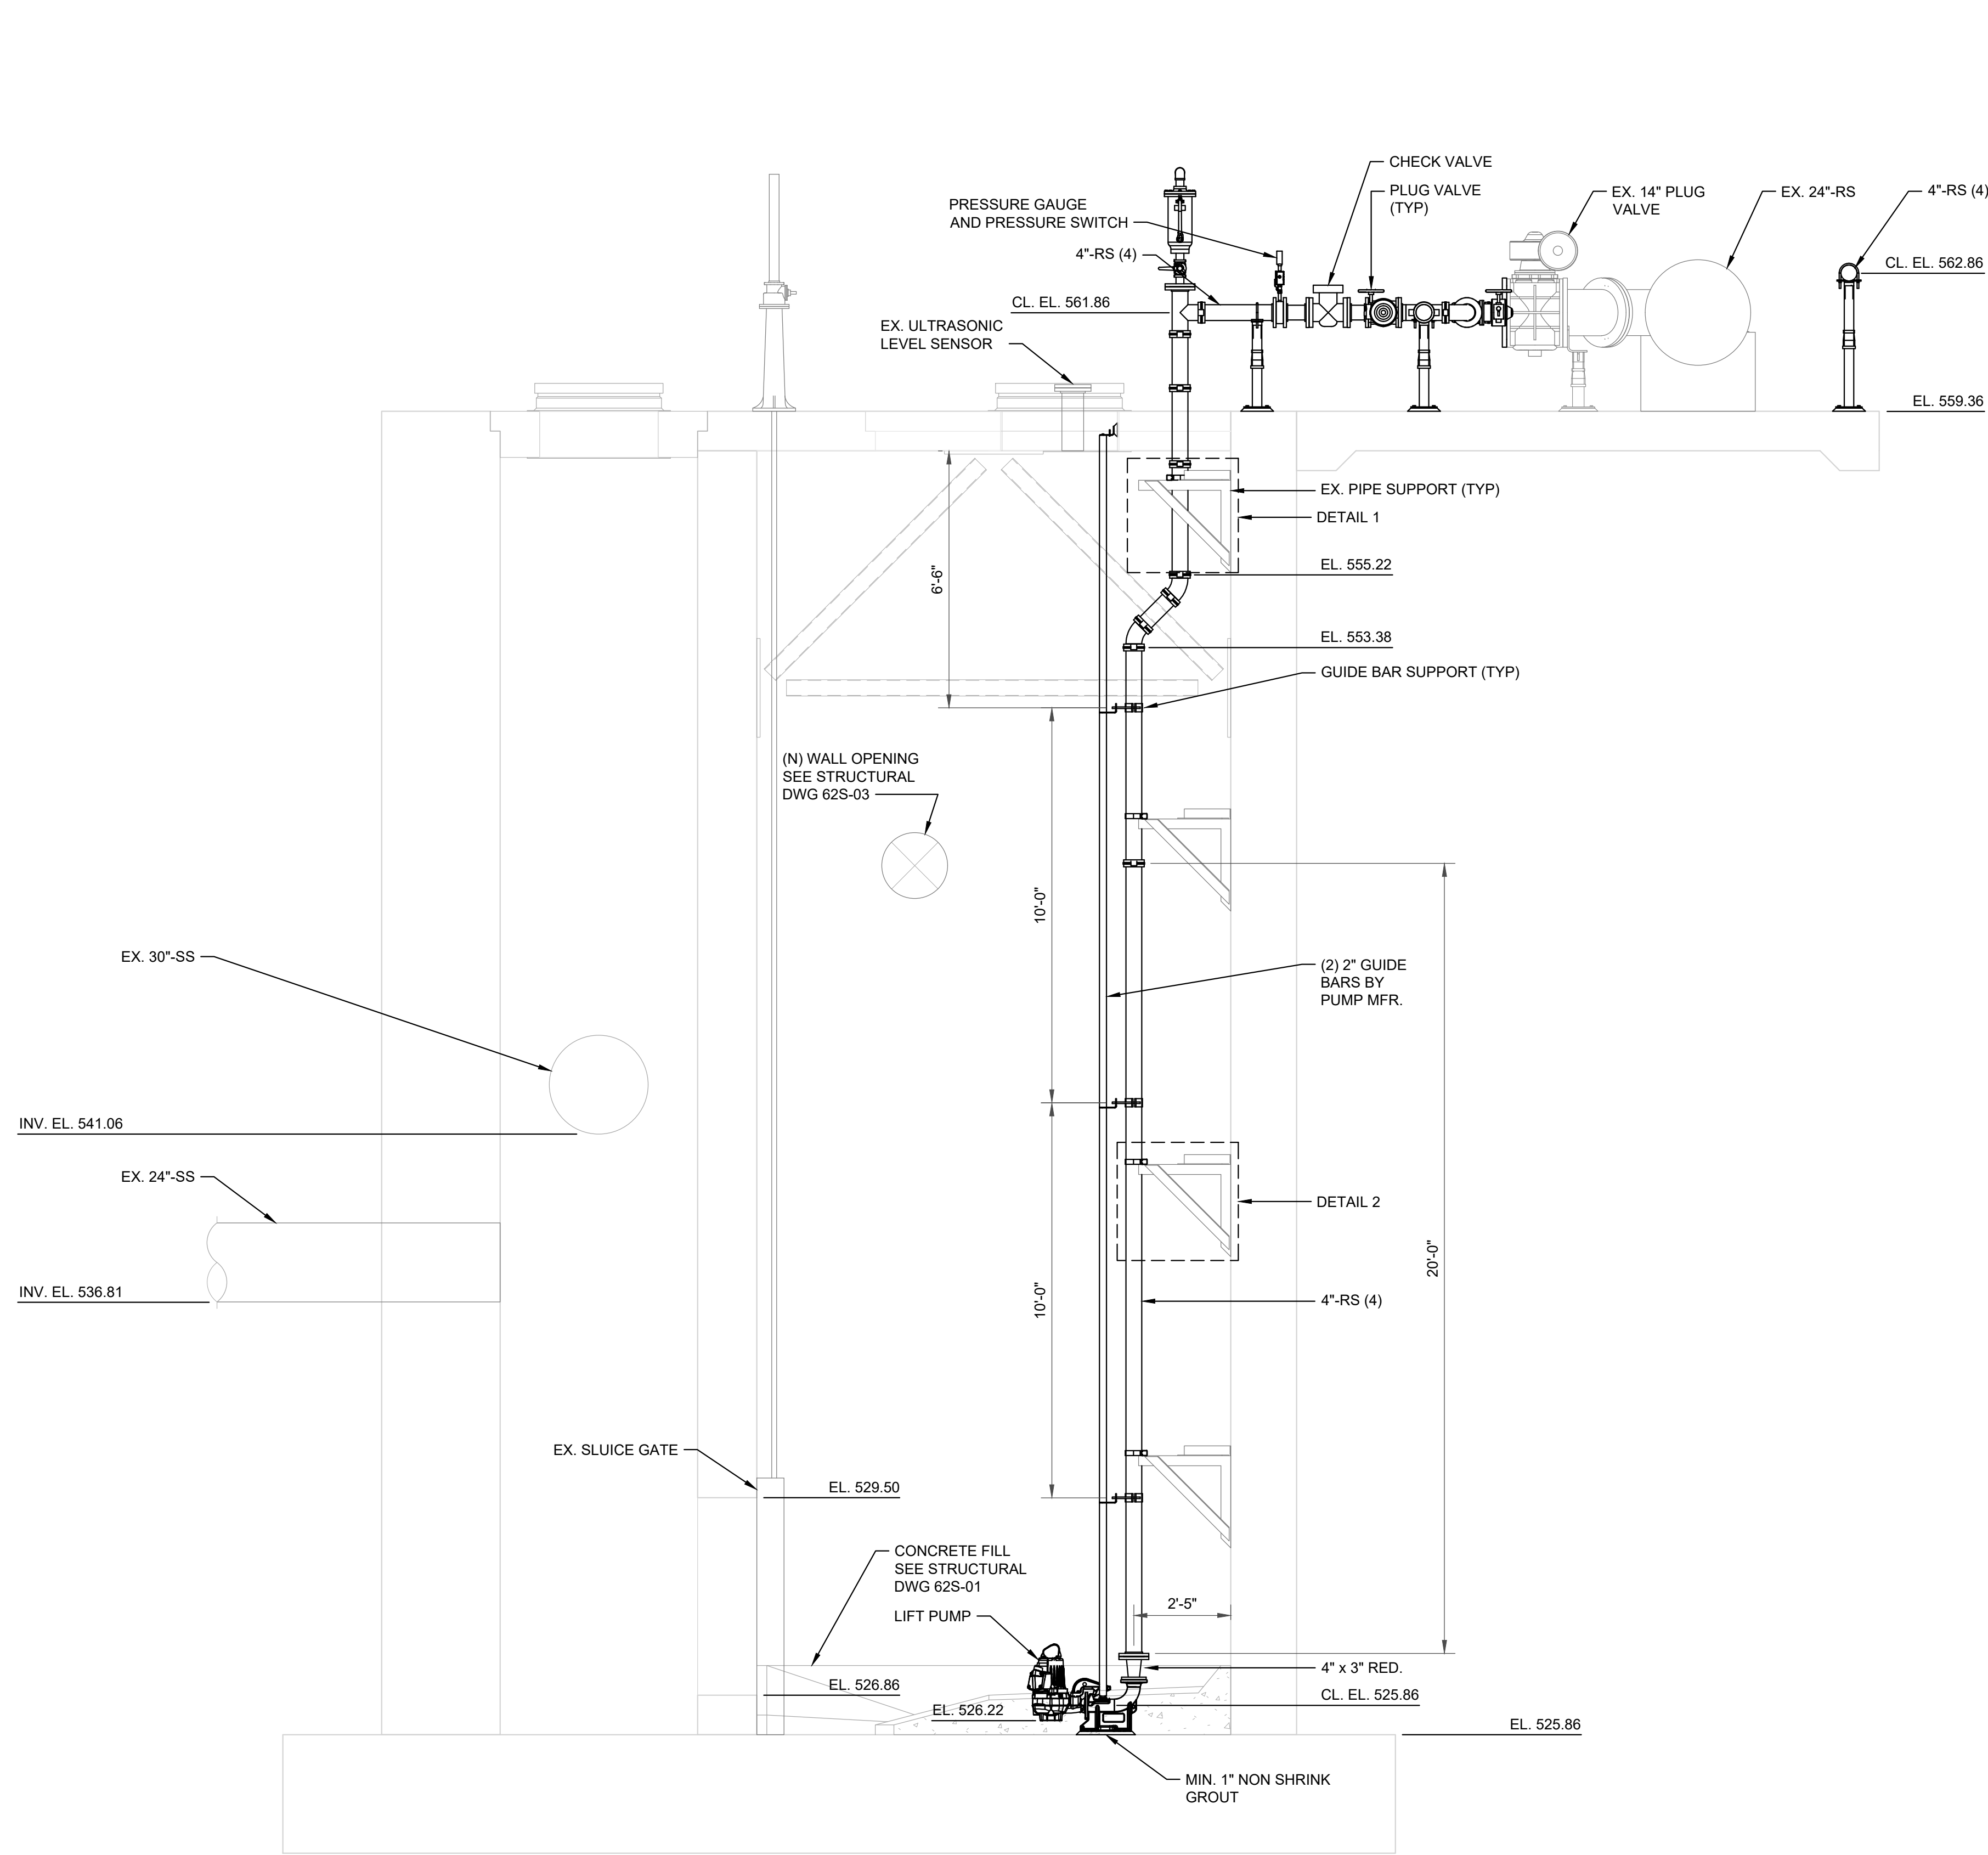 CHECK VALVE
PLUG VALVE
(TYP)
EX. 14" PLUG
VALVE
EX. 24"-RS
4"-RS (4)
PRESSURE GAUGE
AND PRESSURE SWITCH
4"-RS (4)
CL. EL. 562.86
CL. EL. 561.86
EX. ULTRASONIC
LEVEL SENSOR
EL. 559.36
EX. PIPE SUPPORT (TYP)
DETAIL 1
EL. 555.22
6'-6"
EL. 553.38
GUIDE BAR SUPPORT (TYP)
(N) WALL OPENING
SEE STRUCTURAL
DWG 62S-03
10'-0"
EX. 30"-SS
(2) 2" GUIDE
BARS BY
PUMP MFR.
INV. EL. 541.06
EX. 24"-SS
DETAIL 2
20'-0"
INV. EL. 536.81
10'-0"
4"-RS (4)
EX. SLUICE GATE
EL. 529.50
CONCRETE FILL
SEE STRUCTURAL
DWG 62S-01
LIFT PUMP
2'-5"
4" x 3" RED.
EL. 526.86
CL. EL. 525.86
EL. 526.22
EL. 525.86
MIN. 1" NON SHRINK
GROUT